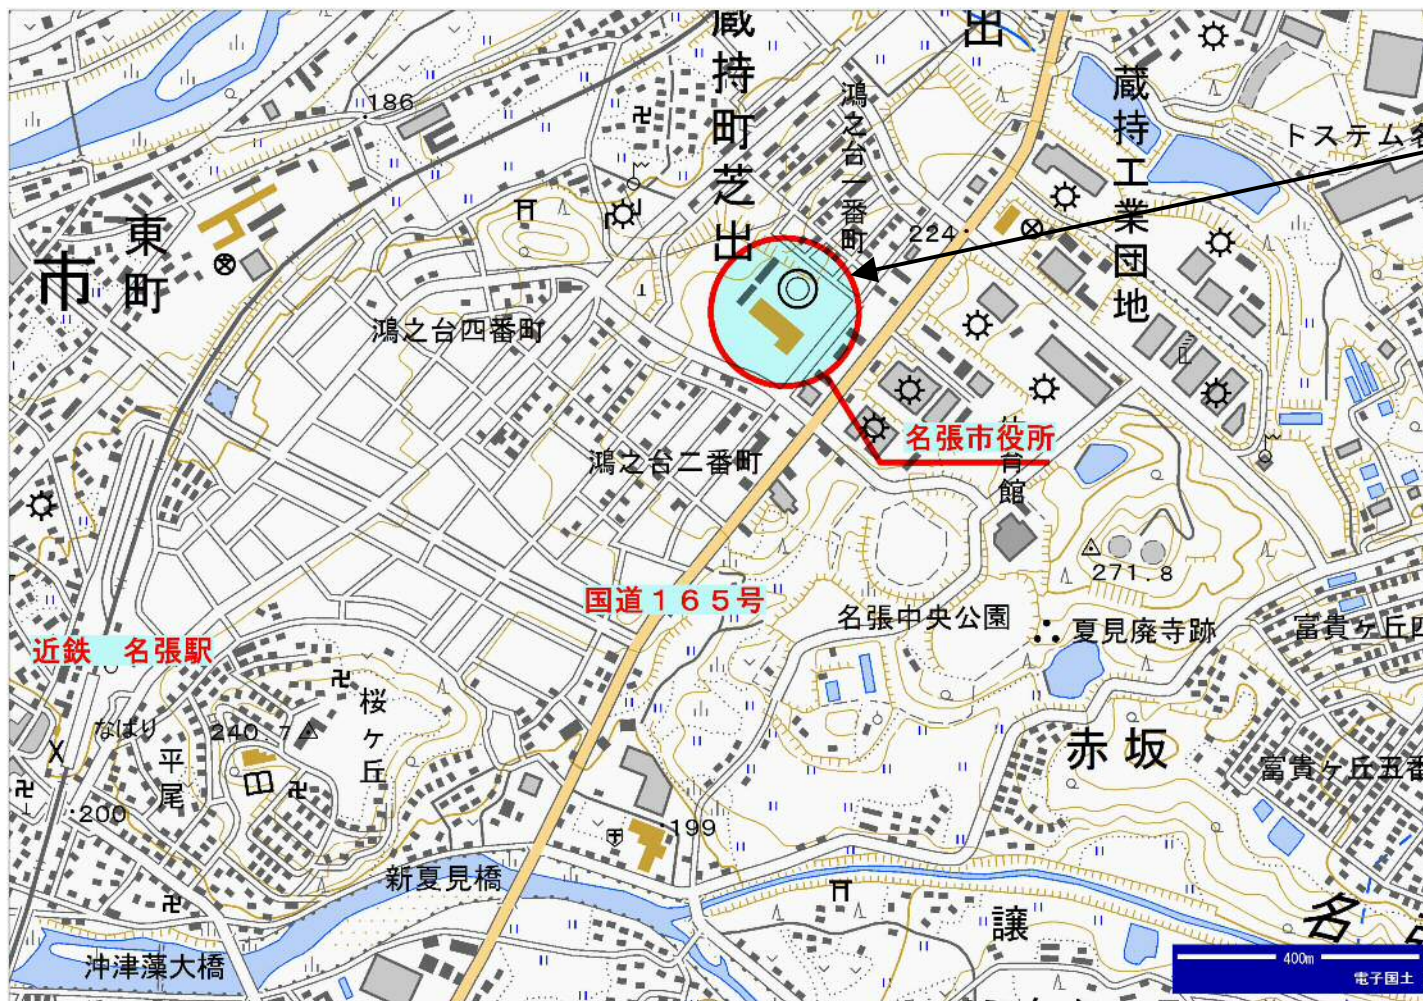 蔵持町芝出
出
鴻之台一番町
蔵持工業団地
トステム名
186
東町
市
224
鴻之台四番町
名張市役所
体育館
鴻之台二番町
271.8
国道165号
名張中央公園
夏見廃寺跡
富貴ヶ丘四
近鉄 名張駅
なばり
240.7
桜ヶ丘
平尾
赤坂
富貴ヶ丘五番
200
199
新夏見橋
名
譲
沖津藻大橋
400m
電子国土